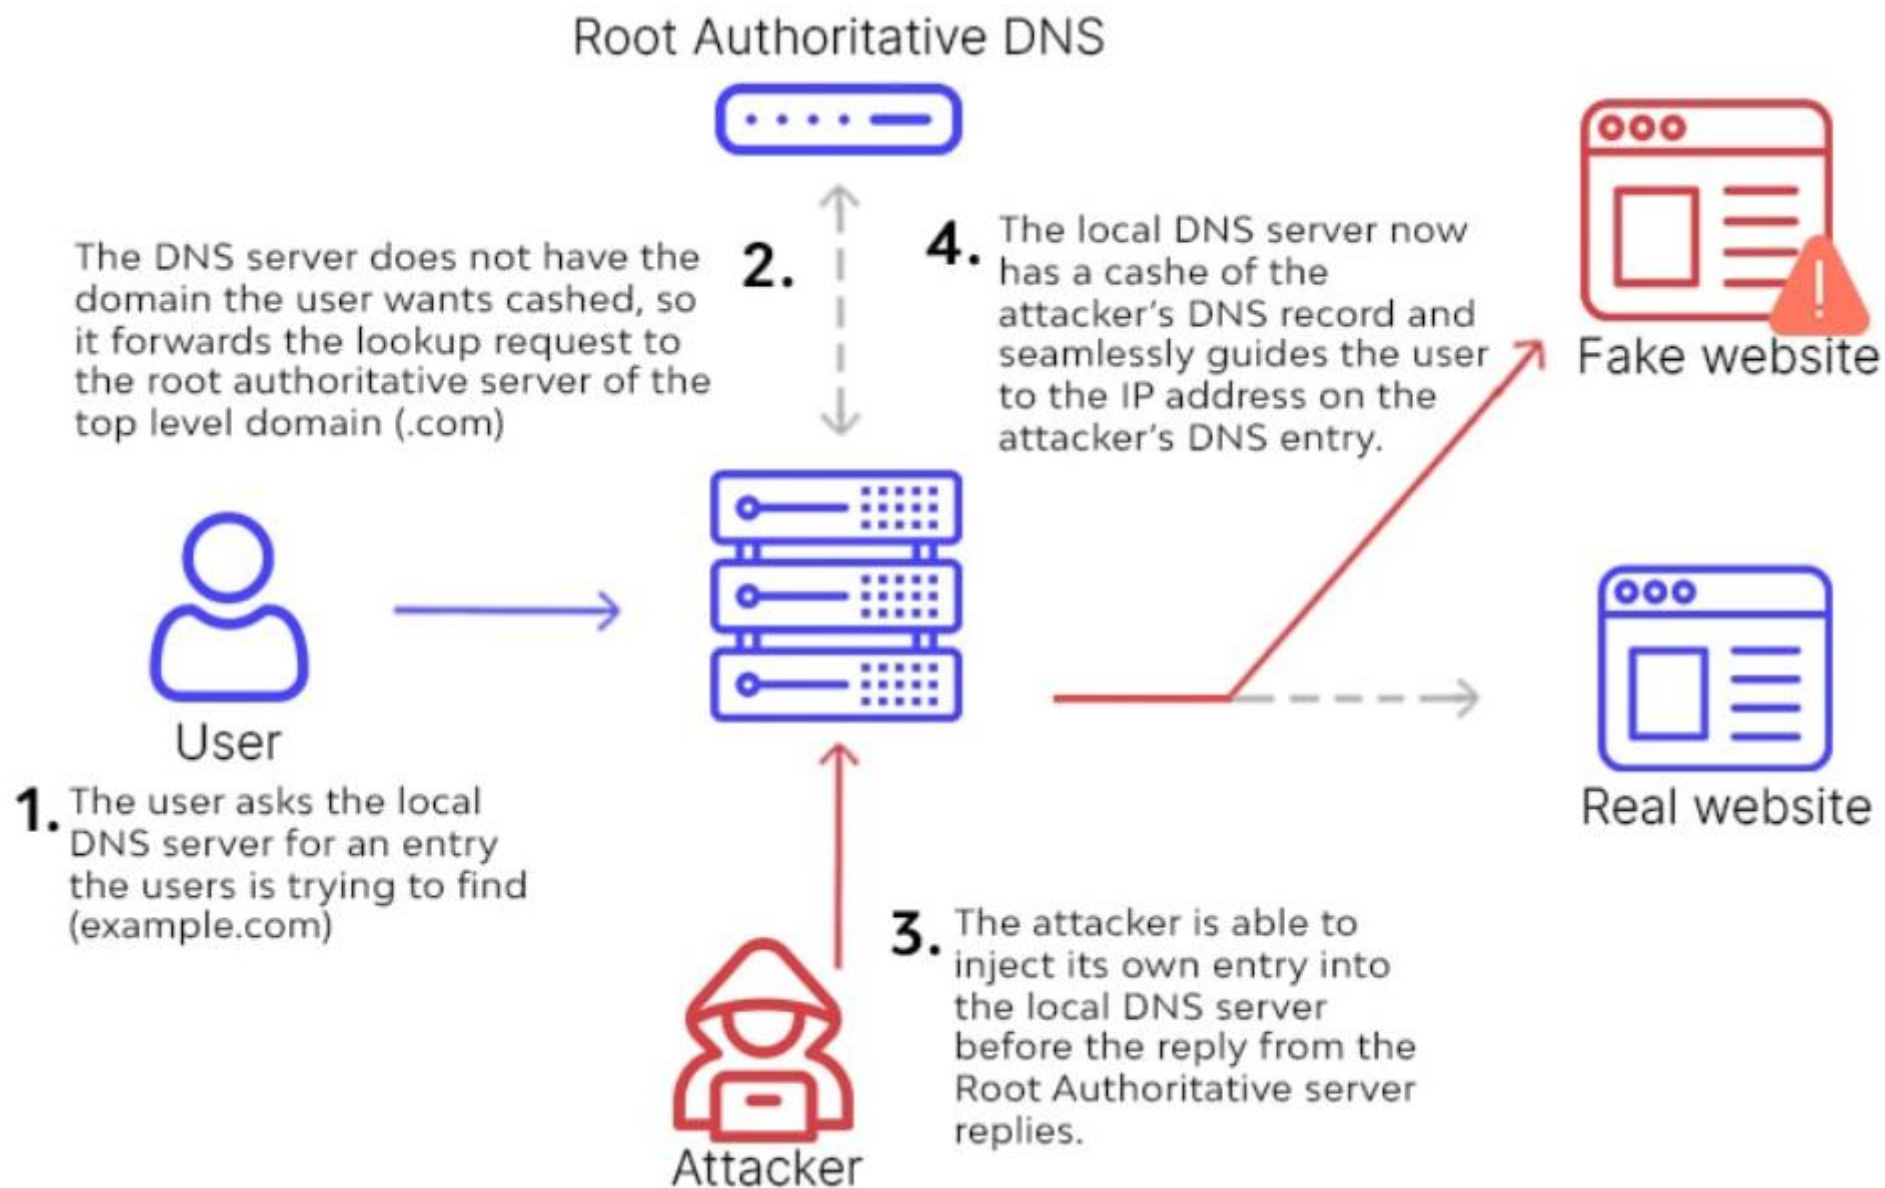 Root Authoritative DNS
2.
The DNS server does not have the
domain the user wants cashed, so
it forwards the lookup request to
the root authoritative server of the
top level domain (.com)
4.
The local DNS server now
has a cashe of the
attacker's DNS record and
seamlessly guides the user
to the IP address on the
attacker's DNS entry.
Fake website
User
1.
The user asks the local
DNS server for an entry
the users is trying to find
(example.com)
Real website
3.
The attacker is able to
inject its own entry into
the local DNS server
before the reply from the
Root Authoritative server
replies.
Attacker